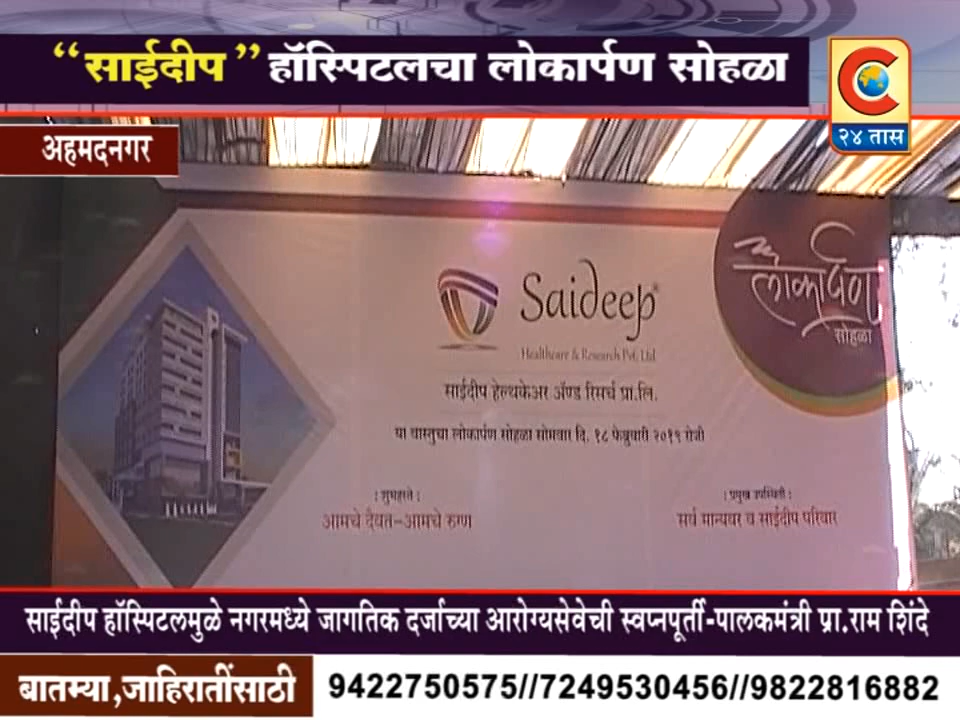 “साईदीप” हॉस्पिटलचा लोकार्पण सोहळा
C
२४ तास
अहमदनगर
लोकार्पण
सोहळा
Saideep®
Healthcare & Research Pvt. Ltd.
साईदीप हेल्थकेअर ॲण्ड रिसर्च प्रा.लि.
या वास्तुचा लोकार्पण सोहळा सोमवार दि. १८ फेब्रुवारी २०१९ रोजी
: शुभहस्ते :
आमचे दैवत-आमचे रुग्ण
: प्रमुख उपस्थिती :
सर्व मान्यवर व साईदीप परिवार
साईदीप हॉस्पिटलमुळे नगरमध्ये जागतिक दर्जाच्या आरोग्यसेवेची स्वप्नपूर्ती-पालकमंत्री प्रा.राम शिंदे
बातम्या,जाहिरातींसाठी
9422750575//7249530456//9822816882